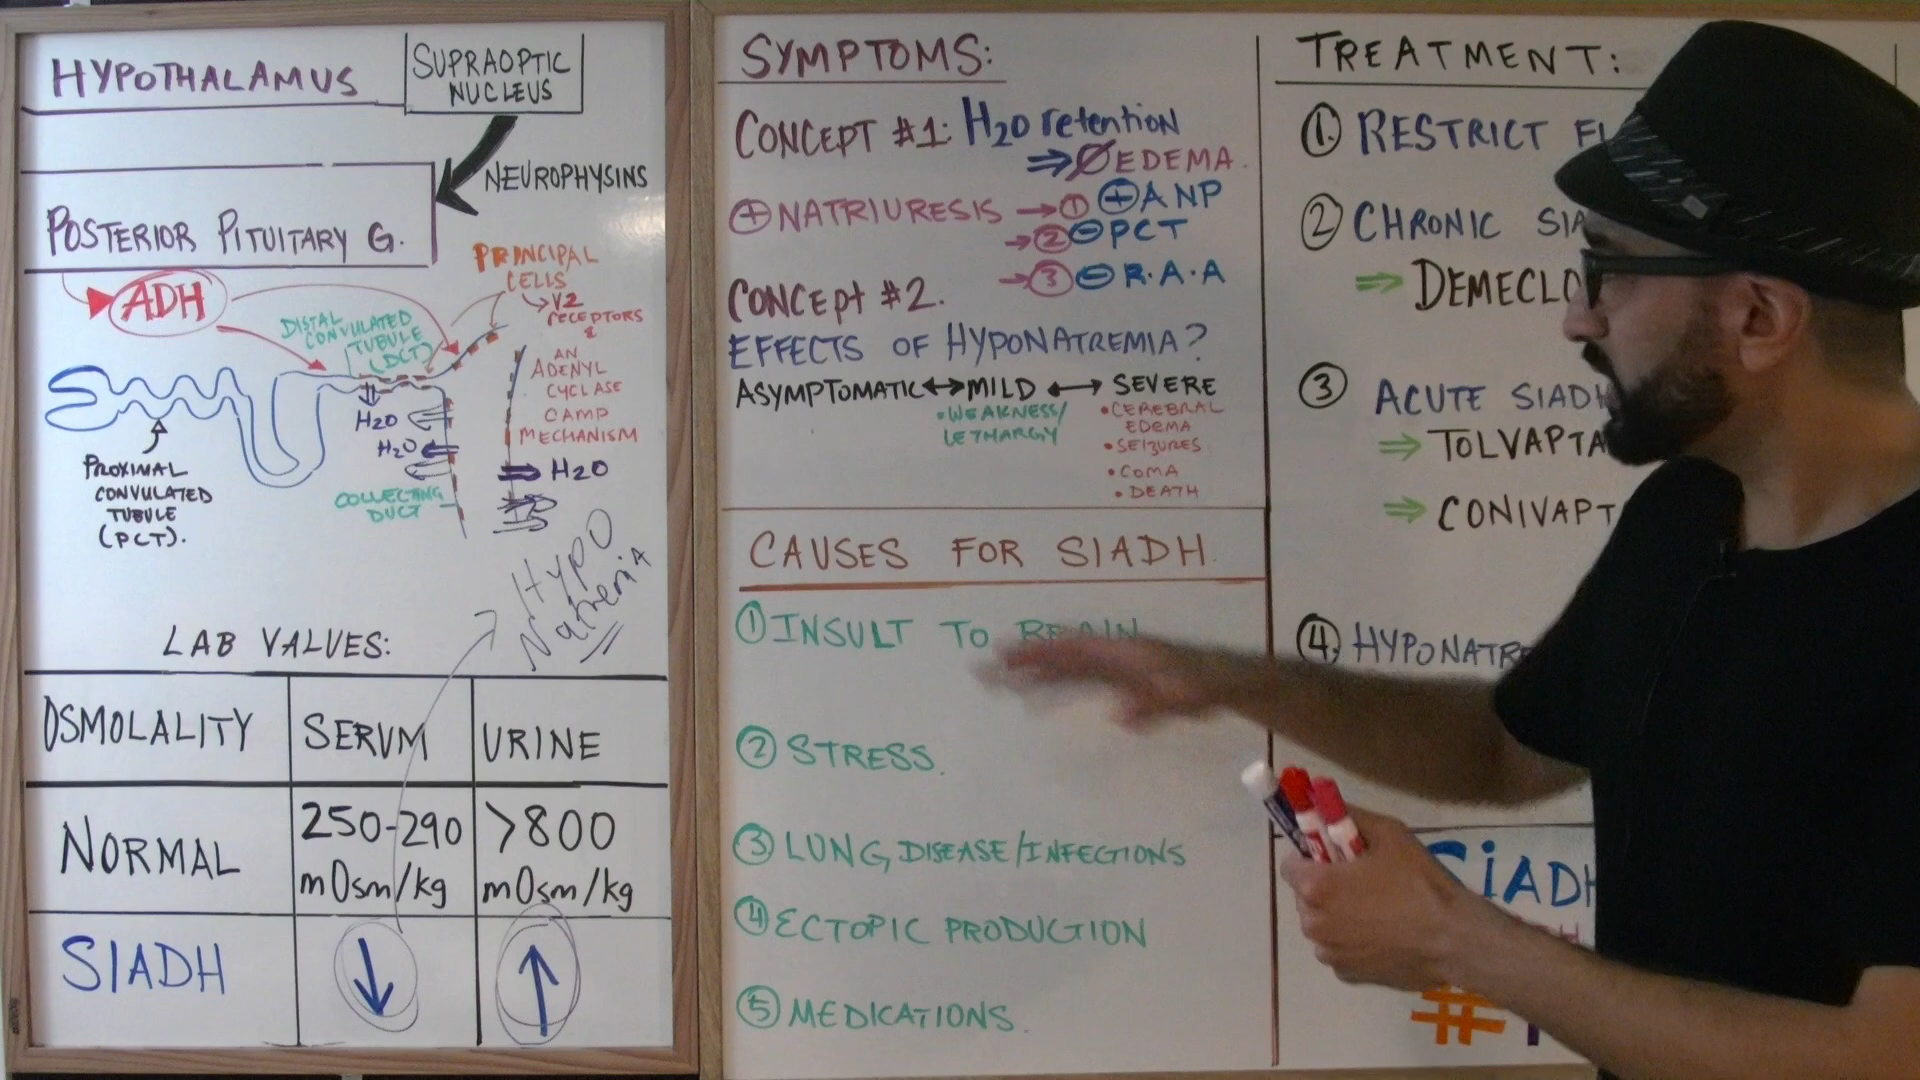 HYPOTHALAMUS
SUPRAOPTIC
NUCLEUS
NEUROPHYSINS
POSTERIOR PITUITARY G.
ADH
PRINCIPAL
CELLS
V2
RECEPTORS
&
AN
ADENYL
CYCLASE
CAMP
MECHANISM
DISTAL
CONVULATED
TUBULE
(DCT)
H2O
H2O
H2O
COLLECTING
DUCT
PROXIMAL
CONVULATED
TUBULE
(PCT).
HYPO
NatremiA
LAB VALUES:
OSMOLALITY
SERUM
URINE
NORMAL
250-290
mOsm/kg
>800
mOsm/kg
SIADH
SYMPTOMS:
CONCEPT #1: H2O retention
⇒ØEDEMA.
⊕NATRIURESIS →① ⊕ANP
→②⊖PCT
→③⊖R.A.A
CONCEPT #2.
EFFECTS OF HYPONATREMIA?
ASYMPTOMATIC↔MILD ↔ SEVERE
•WEAKNESS/
LETHARGY
•CEREBRAL
EDEMA
•SEIZURES
•COMA
•DEATH
CAUSES FOR SIADH.
① INSULT TO BRAIN
② STRESS.
③ LUNG DISEASE/INFECTIONS
④ ECTOPIC PRODUCTION
⑤ MEDICATIONS.
TREATMENT:
①. RESTRICT
② CHRONIC SIA
⇒ DEMECLO
③ ACUTE SIADH
⇒ TOLVAPTA
⇒ CONIVAPT
④. HYPONATRE
SIADH
#